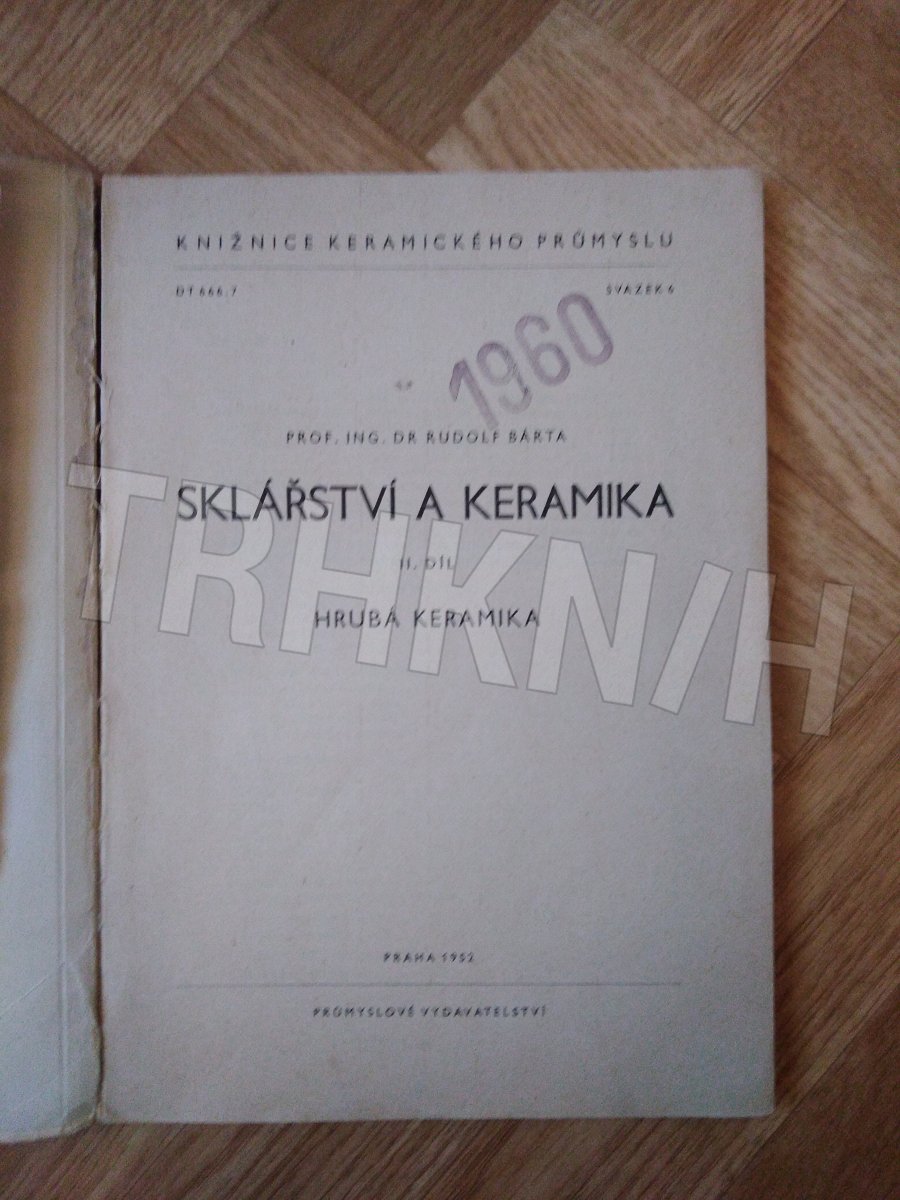 KNIŽNICE KERAMICKÉHO PRŮMYSLU
DT 666.7 SVAZEK 6
1960
PROF. ING. DR RUDOLF BÁRTA
SKLÁŘSTVÍ A KERAMIKA
II. DÍL
HRUBÁ KERAMIKA
TRHKNIH
PRAHA 1952
PRŮMYSLOVÉ VYDAVATELSTVÍ